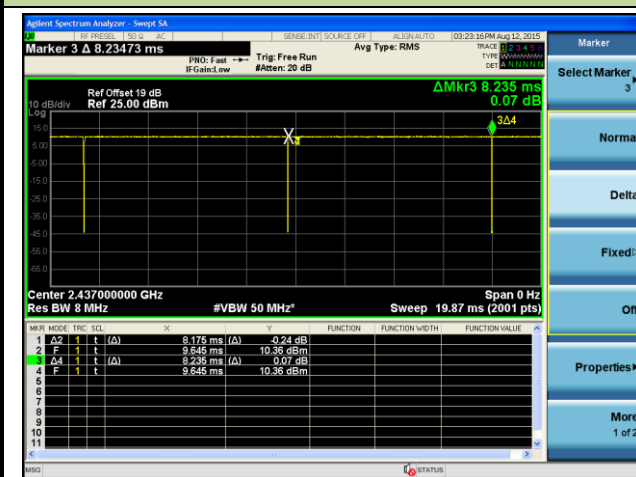 Agilent Spectrum Analyzer - Swept SA
RF PRESEL 50 Ω AC SENSE:INT SOURCE OFF ALIGN AUTO 03:23:16 PM Aug 12, 2015
Marker 3 Δ 8.23473 ms
Avg Type: RMS
TRACE 1 2 3 4 5 6
TYPE
DET A N N N N N
PNO: Fast
IFGain:Low
Trig: Free Run
#Atten: 20 dB
ΔMkr3 8.235 ms
0.07 dB
Ref Offset 19 dB
10 dB/div Ref 25.00 dBm
Log
15.0
5.00
-5.00
-15.0
-25.0
-35.0
-45.0
-55.0
-65.0
X
3Δ4
Center 2.437000000 GHz
Span 0 Hz
Res BW 8 MHz #VBW 50 MHz* Sweep 19.87 ms (2001 pts)
MKR MODE TRC SCL X Y FUNCTION FUNCTION WIDTH FUNCTION VALUE
1 Δ2 1 t (Δ) 8.175 ms (Δ) -0.24 dB
2 F 1 t 9.645 ms 10.36 dBm
3 Δ4 1 t (Δ) 8.235 ms (Δ) 0.07 dB
4 F 1 t 9.645 ms 10.36 dBm
5
6
7
8
9
10
11
MSG STATUS
Marker
Select Marker
3
Norma
Delta
Fixed
Off
Properties
More
1 of 2